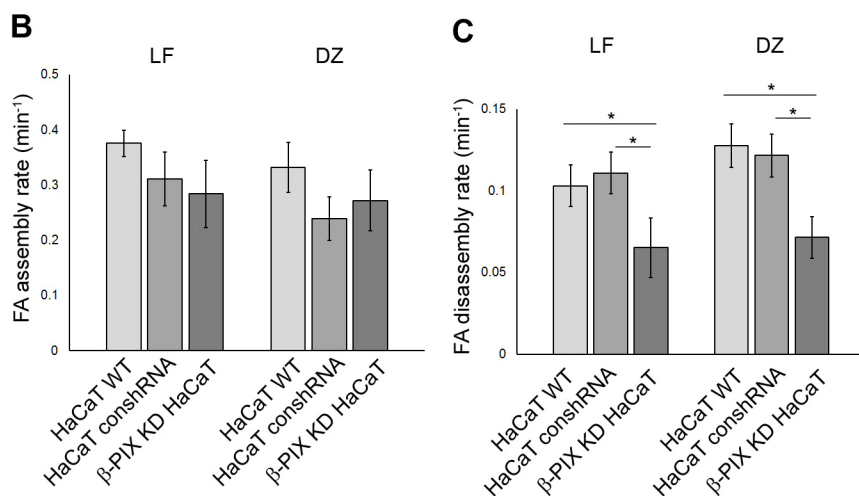 B
LF DZ
FA assembly rate (min-1)
0.5
0.4
0.3
0.2
0.1
0
HaCaT WT
HaCaT conshRNA
β-PIX KD HaCaT
HaCaT WT
HaCaT conshRNA
β-PIX KD HaCaT
C
LF DZ
FA disassembly rate (min-1)
0.15
0.1
0.05
0
*
*
*
*
HaCaT WT
HaCaT conshRNA
β-PIX KD HaCaT
HaCaT WT
HaCaT conshRNA
β-PIX KD HaCaT